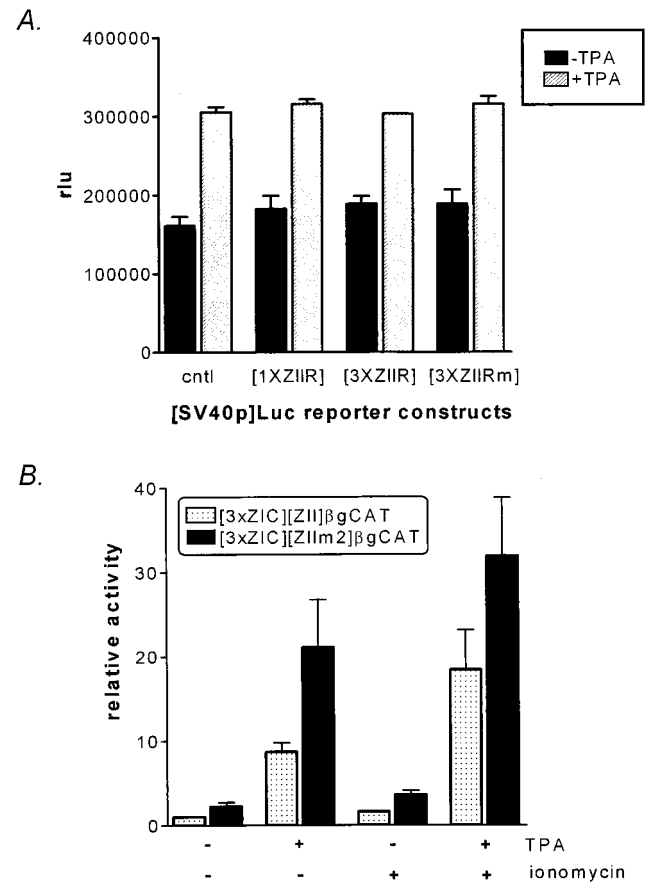 A.
400000
300000
200000
100000
0
rlu
-TPA
+TPA
cntl [1XZIIR] [3XZIIR] [3XZIIRm]
[SV40p]Luc reporter constructs
B.
40
30
20
10
0
relative activity
[3xZIC][ZII]βgCAT
[3xZIC][ZIIm2]βgCAT
- + - + TPA
- - + + ionomycin